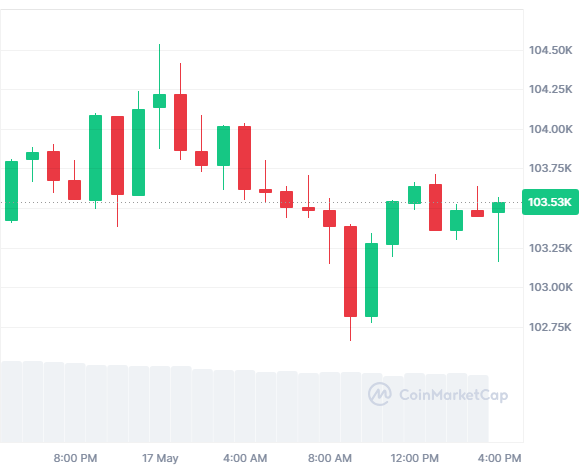 104.50K
104.25K
104.00K
103.75K
103.53K
103.25K
103.00K
102.75K
CoinMarketCap
8:00 PM 17 May 4:00 AM 8:00 AM 12:00 PM 4:00 PM